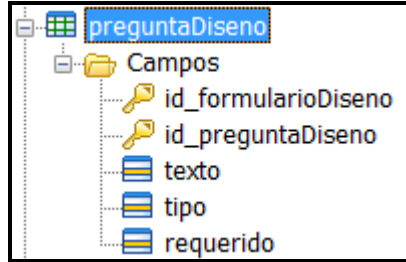 preguntaDiseno
Campos
id_formularioDiseno
id_preguntaDiseno
texto
tipo
requerido